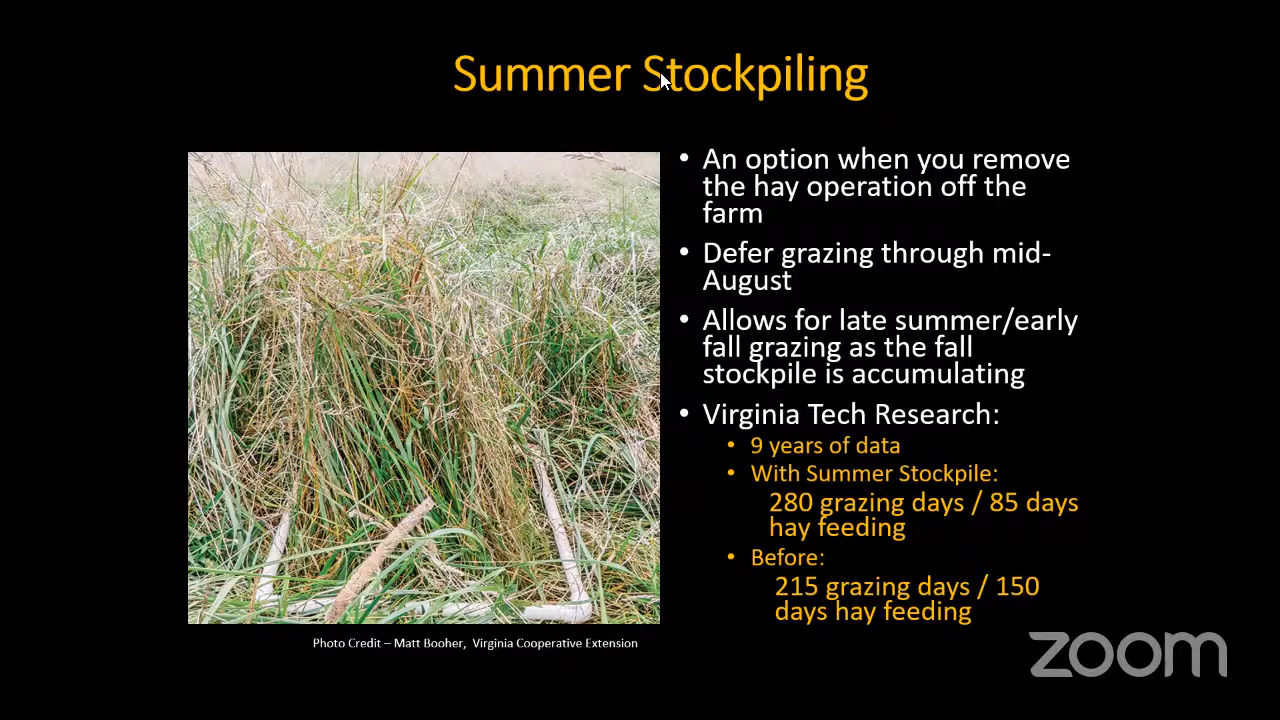 Summer Stockpiling
• An option when you remove
the hay operation off the
farm
• Defer grazing through mid-
August
• Allows for late summer/early
fall grazing as the fall
stockpile is accumulating
• Virginia Tech Research:
• 9 years of data
• With Summer Stockpile:
280 grazing days / 85 days
hay feeding
• Before:
215 grazing days / 150
days hay feeding
Photo Credit – Matt Booher, Virginia Cooperative Extension
zoom